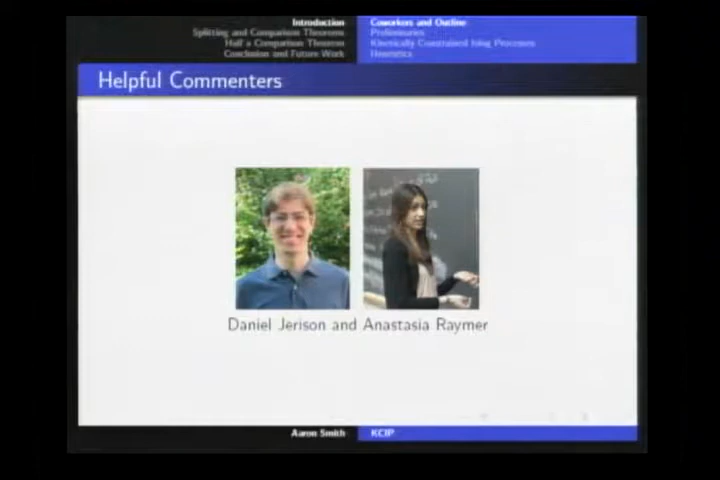 Introduction
Splitting and Comparison Theorems
Half a Comparison Theorem
Conclusion and Future Work
Coworkers and Outline
Preliminaries
Kinetically Constrained Ising Processes
Heuristics
Helpful Commenters
Daniel Jerison and Anastasia Raymer
Aaron Smith
KCIP